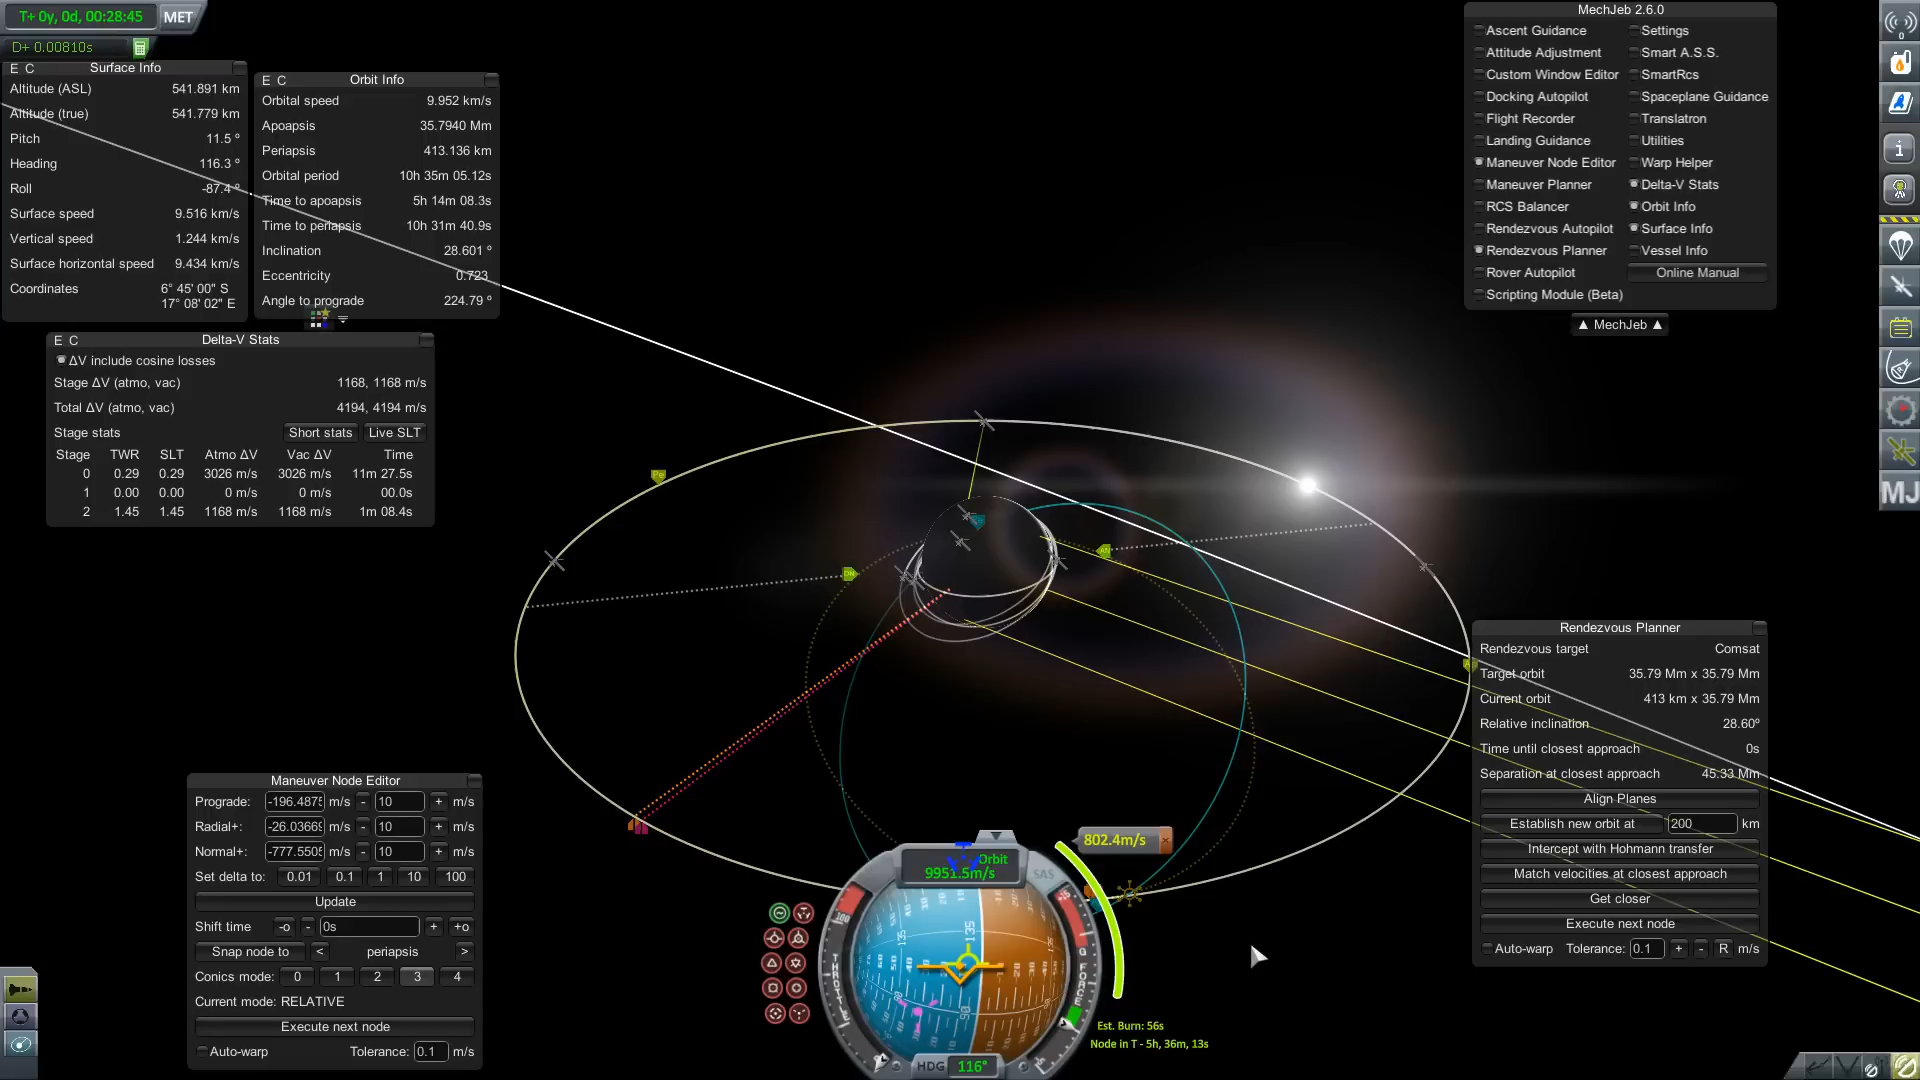 T+ 0y, 0d, 00:28:45 MET
D+ 0.00810s
E C Surface Info
Altitude (ASL) 541.891 km
Altitude (true) 541.779 km
Pitch 11.5 º
Heading 116.3 º
Roll -87.4 º
Surface speed 9.516 km/s
Vertical speed 1.244 km/s
Surface horizontal speed 9.434 km/s
Coordinates 6° 45' 00" S
17° 08' 02" E
E C Orbit Info
Orbital speed 9.952 km/s
Apoapsis 35.7940 Mm
Periapsis 413.136 km
Orbital period 10h 35m 05.12s
Time to apoapsis 5h 14m 08.3s
Time to periapsis 10h 31m 40.9s
Inclination 28.601 º
Eccentricity 0.723
Angle to prograde 224.79 º
E C Delta-V Stats
ΔV include cosine losses
Stage ΔV (atmo, vac) 1168, 1168 m/s
Total ΔV (atmo, vac) 4194, 4194 m/s
Stage stats Short stats Live SLT
Stage TWR SLT Atmo ΔV Vac ΔV Time
0 0.29 0.29 3026 m/s 3026 m/s 11m 27.5s
1 0.00 0.00 0 m/s 0 m/s 00.0s
2 1.45 1.45 1168 m/s 1168 m/s 1m 08.4s
MechJeb 2.6.0
Ascent Guidance Settings
Attitude Adjustment Smart A.S.S.
Custom Window Editor SmartRcs
Docking Autopilot Spaceplane Guidance
Flight Recorder Translatron
Landing Guidance Utilities
Maneuver Node Editor Warp Helper
Maneuver Planner Delta-V Stats
RCS Balancer Orbit Info
Rendezvous Autopilot Surface Info
Rendezvous Planner Vessel Info
Rover Autopilot Online Manual
Scripting Module (Beta)
▲ MechJeb ▲
MJ
Pe
AN
DN
Rendezvous Planner
Rendezvous target Comsat
Target orbit 35.79 Mm x 35.79 Mm
Current orbit 413 km x 35.79 Mm
Relative inclination 28.60º
Time until closest approach 0s
Separation at closest approach 45.33 Mm
Align Planes
Establish new orbit at 200 km
Intercept with Hohmann transfer
Match velocities at closest approach
Get closer
Execute next node
Auto-warp Tolerance: 0.1 + - R m/s
Maneuver Node Editor
Prograde: -196.4875 m/s - 10 + m/s
Radial+: -26.03669 m/s - 10 + m/s
Normal+: -777.5505 m/s - 10 + m/s
Set delta to: 0.01 0.1 1 10 100
Update
Shift time -o - 0s + +o
Snap node to < periapsis >
Conics mode: 0 1 2 3 4
Current mode: RELATIVE
Execute next node
Auto-warp Tolerance: 0.1 m/s
802.4m/s
Orbit
9951.5m/s
SAS
THROTTLE
G FORCE
HDG 116°
Est. Burn: 56s
Node in T - 5h, 36m, 13s